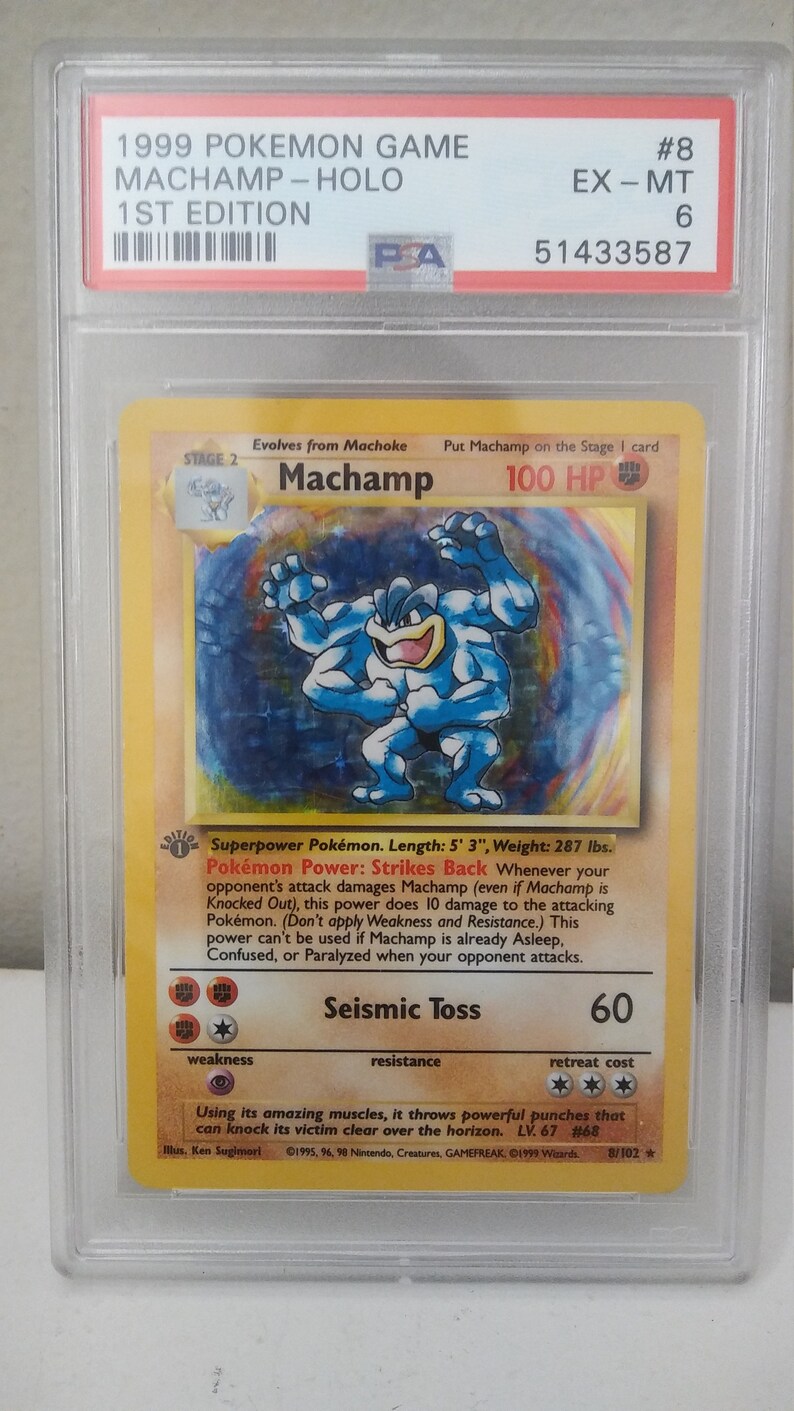 1999 POKEMON GAME #8
MACHAMP – HOLO EX – MT
1ST EDITION 6
PSA 51433587
Evolves from Machoke Put Machamp on the Stage 1 card
STAGE 2
Machamp 100 HP
EDITION
1
Superpower Pokémon. Length: 5' 3", Weight: 287 lbs.
Pokémon Power: Strikes Back Whenever your
opponent's attack damages Machamp (even if Machamp is
Knocked Out), this power does 10 damage to the attacking
Pokémon. (Don't apply Weakness and Resistance.) This
power can't be used if Machamp is already Asleep,
Confused, or Paralyzed when your opponent attacks.
Seismic Toss 60
weakness resistance retreat cost
Using its amazing muscles, it throws powerful punches that
can knock its victim clear over the horizon. LV. 67 #68
Illus. Ken Sugimori ©1995, 96, 98 Nintendo, Creatures, GAMEFREAK. ©1999 Wizards. 8/102 ★